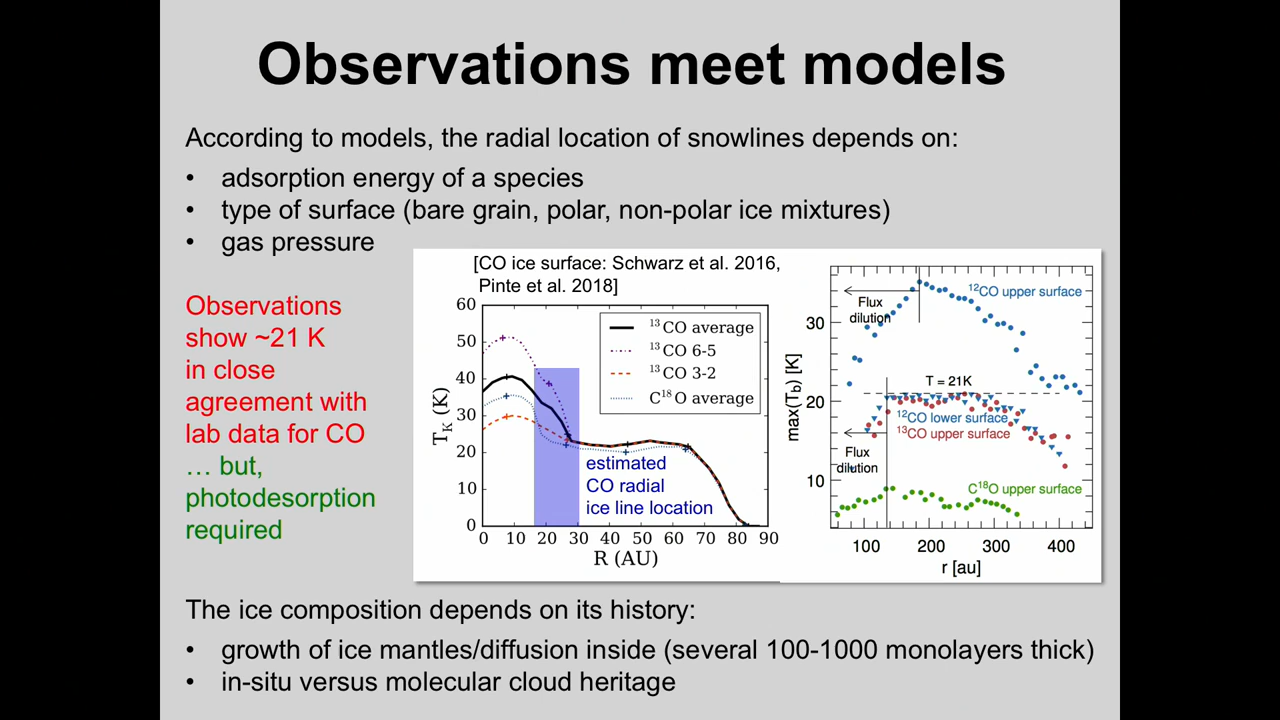 Observations meet models
According to models, the radial location of snowlines depends on:
• adsorption energy of a species
• type of surface (bare grain, polar, non-polar ice mixtures)
• gas pressure
Observations
show ~21 K
in close
agreement with
lab data for CO
… but,
photodesorption
required
[CO ice surface: Schwarz et al. 2016,
Pinte et al. 2018]
60
50
40
30
20
10
0
T_K (K)
¹³CO average
¹³CO 6-5
¹³CO 3-2
C¹⁸O average
estimated
CO radial
ice line location
0 10 20 30 40 50 60 70 80 90
R (AU)
30
20
10
max(T_b) [K]
¹²CO upper surface
Flux
dilution
T = 21K
¹²CO lower surface
¹³CO upper surface
Flux
dilution
C¹⁸O upper surface
100 200 300 400
r [au]
The ice composition depends on its history:
• growth of ice mantles/diffusion inside (several 100-1000 monolayers thick)
• in-situ versus molecular cloud heritage